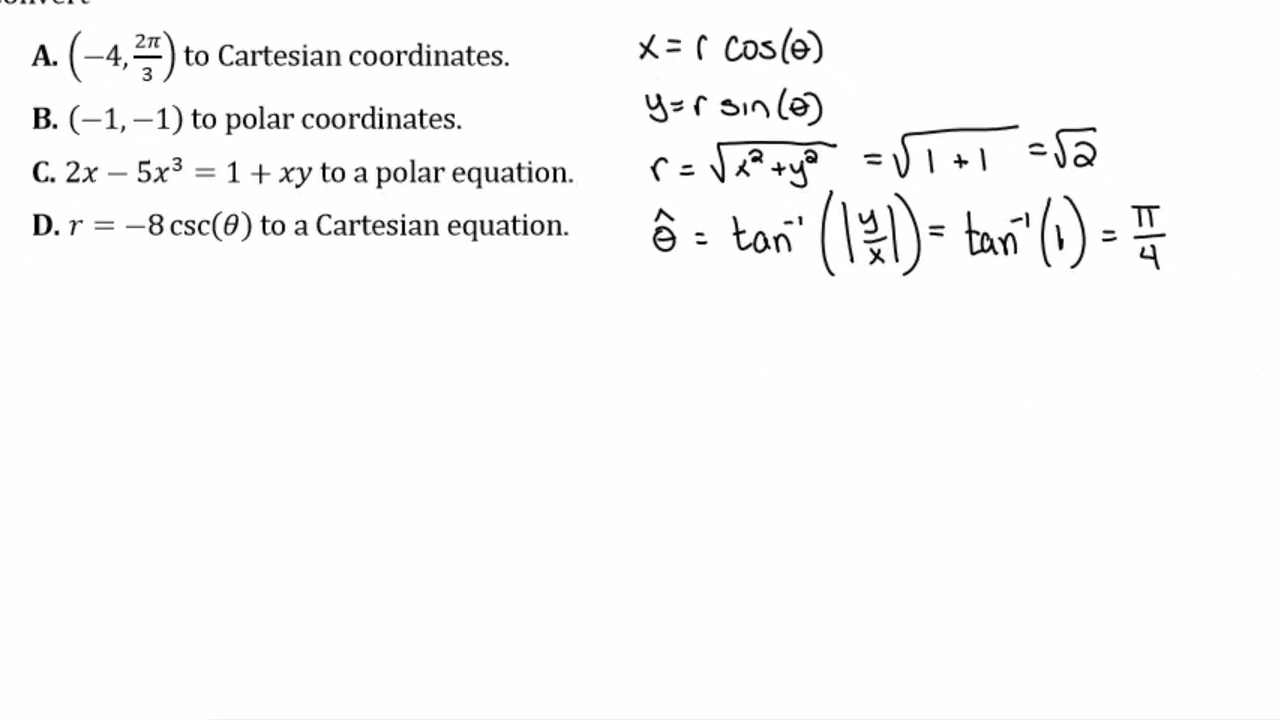 A. (−4, 2π/3) to Cartesian coordinates.
B. (−1, −1) to polar coordinates.
C. 2x − 5x³ = 1 + xy to a polar equation.
D. r = −8 csc(θ) to a Cartesian equation.
x = r cos(θ)
y = r sin(θ)
r = √(x² + y²) = √(1 + 1) = √2
θ̂ = tan⁻¹(|y/x|) = tan⁻¹(1) = π/4